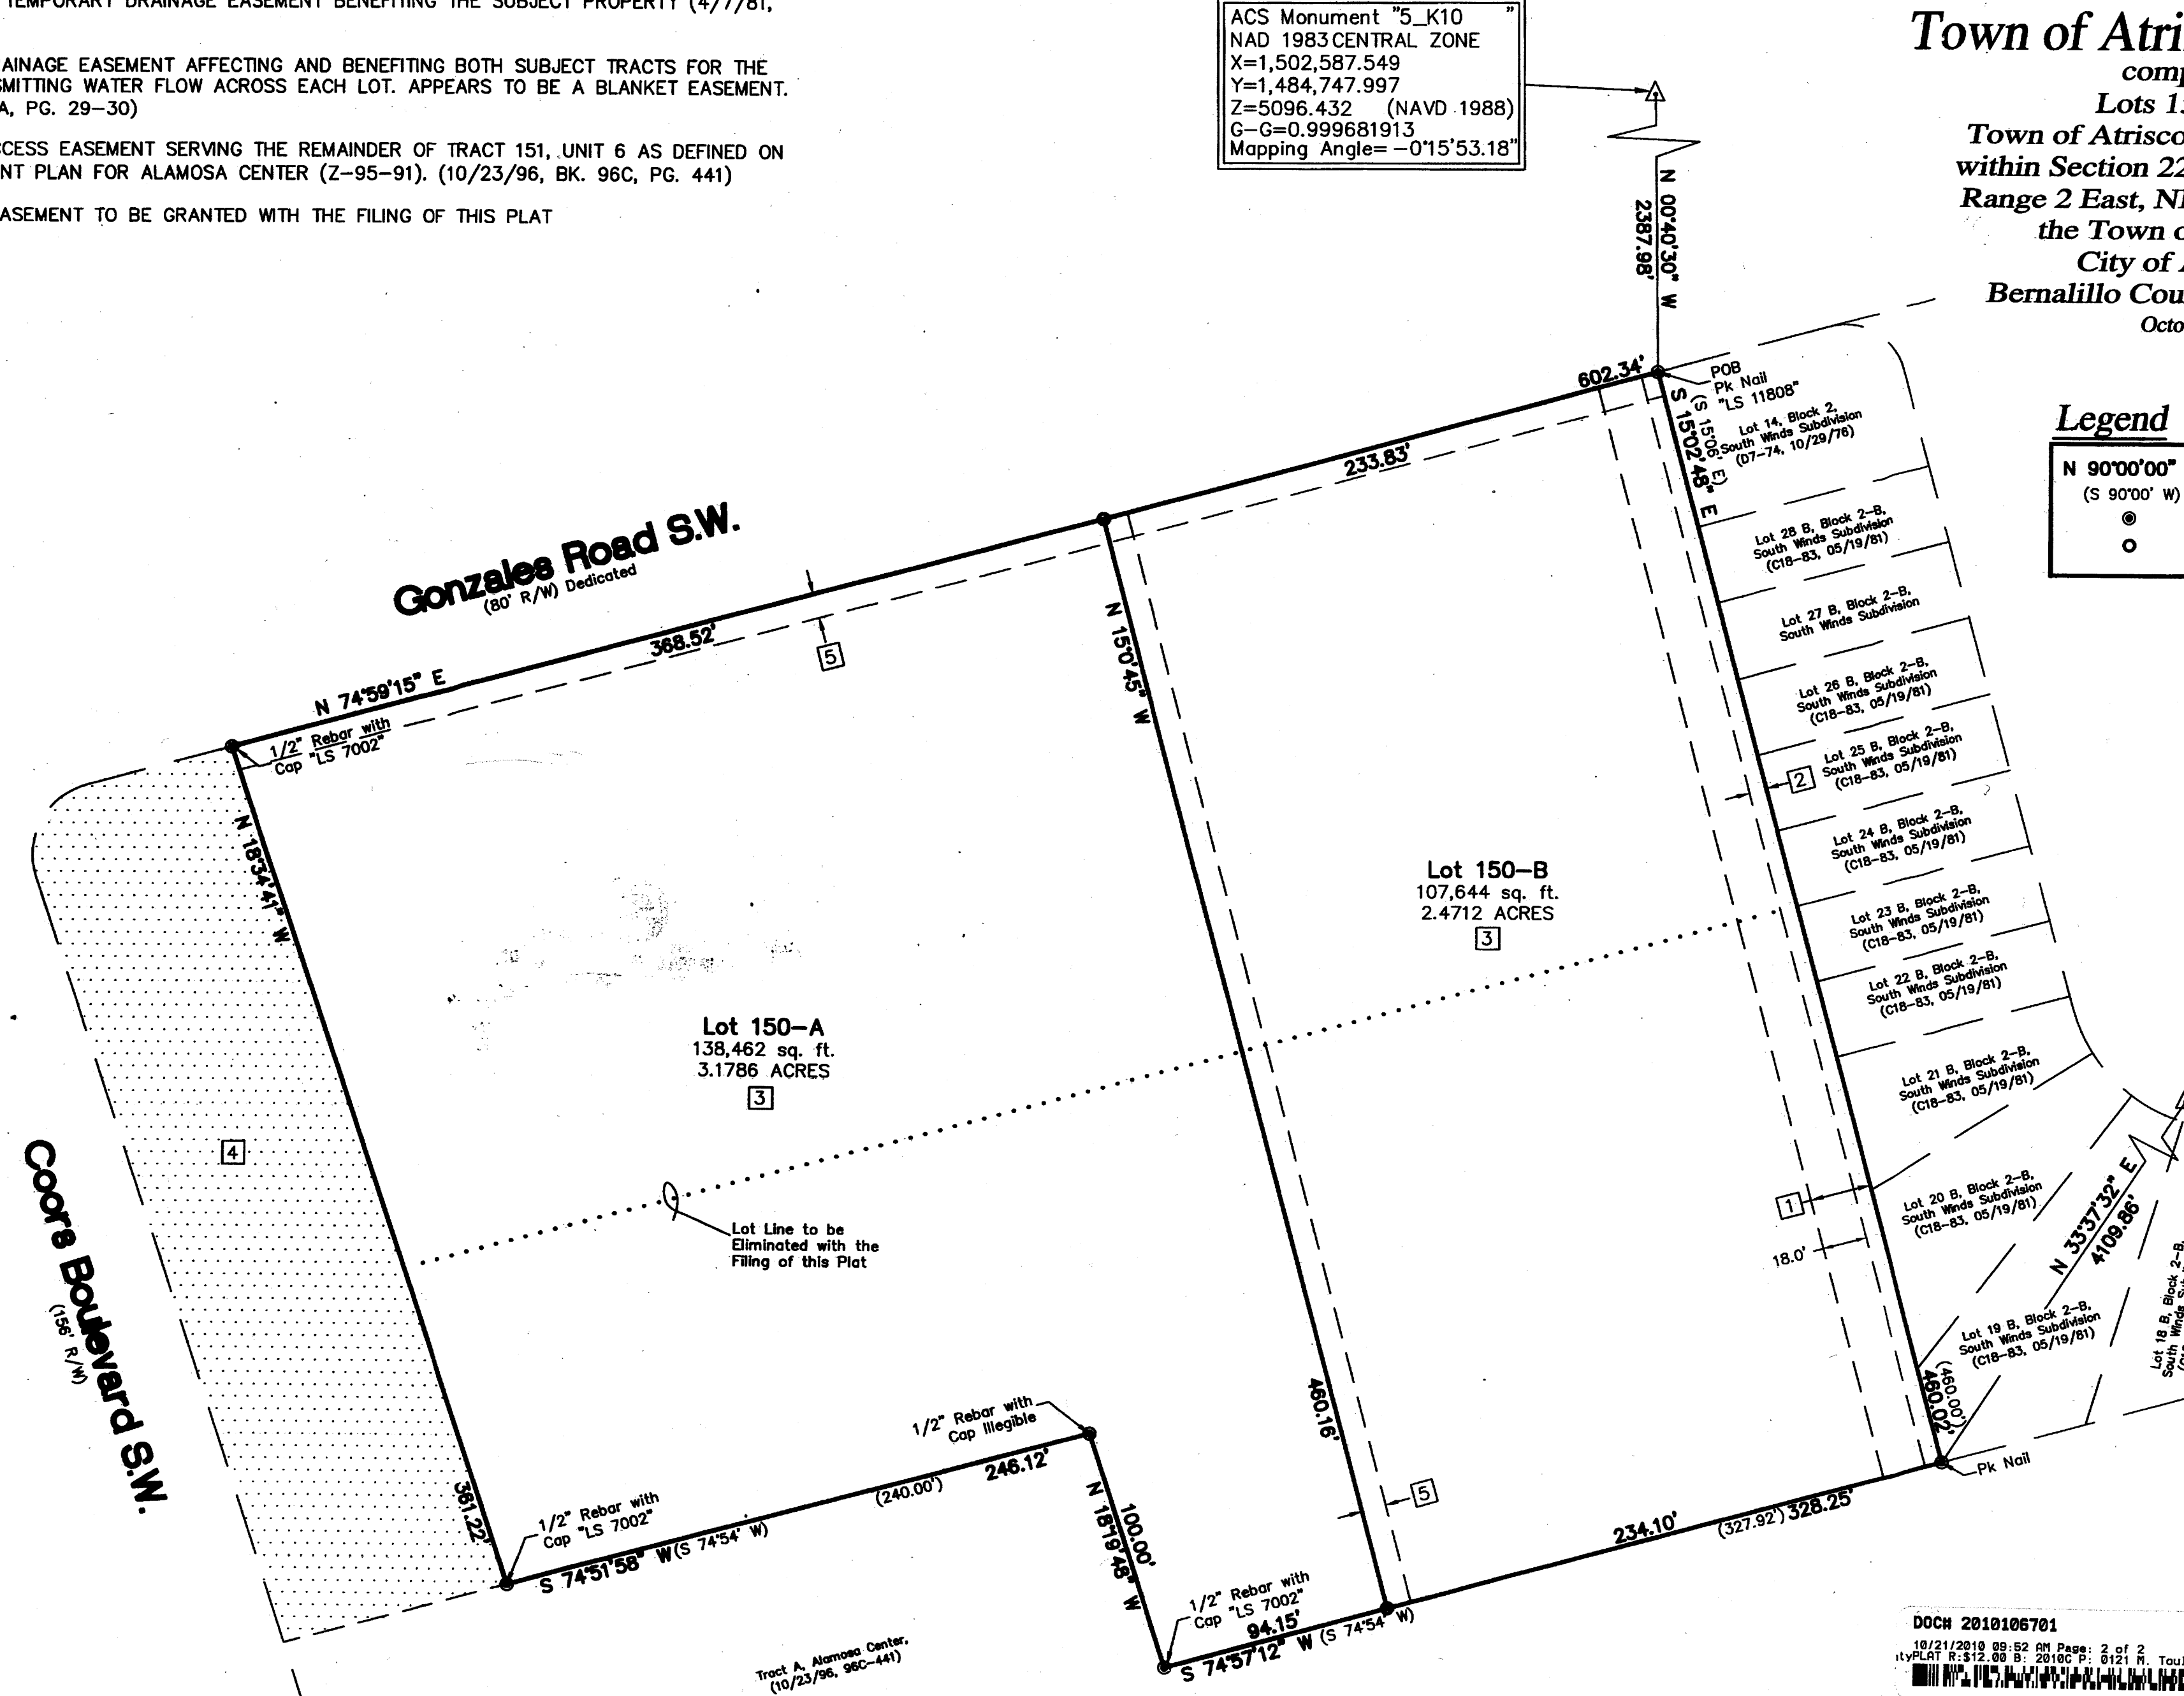 TEMPORARY DRAINAGE EASEMENT BENEFITING THE SUBJECT PROPERTY (4/7/81,
AINAGE EASEMENT AFFECTING AND BENEFITING BOTH SUBJECT TRACTS FOR THE
SMITTING WATER FLOW ACROSS EACH LOT. APPEARS TO BE A BLANKET EASEMENT.
A, PG. 29-30)
CCESS EASEMENT SERVING THE REMAINDER OF TRACT 151, UNIT 6 AS DEFINED ON
NT PLAN FOR ALAMOSA CENTER (Z-95-91). (10/23/96, BK. 96C, PG. 441)
ASEMENT TO BE GRANTED WITH THE FILING OF THIS PLAT
ACS Monument "5_K10 "
NAD 1983 CENTRAL ZONE
X=1,502,587.549
Y=1,484,747.997
Z=5096.432 (NAVD 1988)
G-G=0.999681913
Mapping Angle= -0°15'53.18"
Town of Atri
comp
Lots 1
Town of Atrisco
within Section 22
Range 2 East, N
the Town o
City of
Bernalillo Cou
Octo
N 00°40'30" W
2387.98'
Legend
N 90°00'00"
(S 90°00' W)
602.34'
POB
Pk Nail
"LS 11808"
S 15°02'48" E
(S 15°06' E)
Lot 14, Block 2,
South Winds Subdivision
(D7-74, 10/29/76)
233.83'
Gonzales Road S.W.
(80' R/W) Dedicated
368.52'
5
N 74°59'15" E
1/2" Rebar with
Cap "LS 7002"
N 15°0'45" W
Lot 28 B, Block 2-B,
South Winds Subdivision
(C18-83, 05/19/81)
Lot 27 B, Block 2-B,
South Winds Subdivision
Lot 26 B, Block 2-B,
South Winds Subdivision
(C18-83, 05/19/81)
Lot 25 B, Block 2-B,
South Winds Subdivision
(C18-83, 05/19/81)
2
Lot 24 B, Block 2-B,
South Winds Subdivision
(C18-83, 05/19/81)
Lot 23 B, Block 2-B,
South Winds Subdivision
(C18-83, 05/19/81)
Lot 22 B, Block 2-B,
South Winds Subdivision
(C18-83, 05/19/81)
Lot 21 B, Block 2-B,
South Winds Subdivision
(C18-83, 05/19/81)
Lot 20 B, Block 2-B,
South Winds Subdivision
(C18-83, 05/19/81)
Lot 19 B, Block 2-B,
South Winds Subdivision
(C18-83, 05/19/81)
Lot 18 B, Block 2-B,
South Winds
N 33°37'32" E
4109.86'
N 18°34'41" W
Lot 150-B
107,644 sq. ft.
2.4712 ACRES
3
Lot 150-A
138,462 sq. ft.
3.1786 ACRES
3
4
Coors Boulevard S.W.
(156' R/W)
Lot Line to be
Eliminated with the
Filing of this Plat
1
18.0'
460.16'
(460.00')
460.02'
Pk Nail
1/2" Rebar with
Cap Illegible
246.12'
(240.00')
361.22'
1/2" Rebar with
Cap "LS 7002"
S 74°51'58" W (S 74°54' W)
100.00'
N 18°19'48" W
5
234.10'
(327.92') 328.25'
1/2" Rebar with
Cap "LS 7002"
94.15'
S 74°57'12" W (S 74°54' W)
Tract A, Alamosa Center,
(10/23/96, 96C-441)
DOC# 2010106701
10/21/2010 09:52 AM Page: 2 of 2
ityPLAT R:$12.00 B: 2010C P: 0121 M. Toul